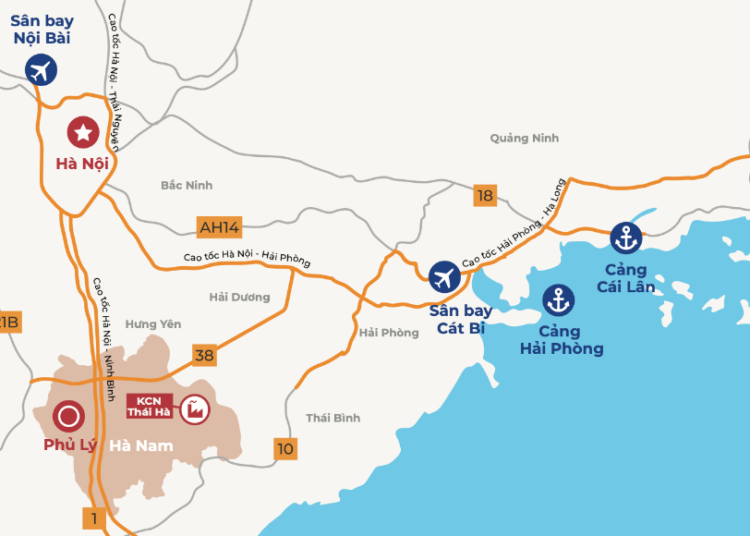 Sân bay
Nội Bài
Cao tốc Hà Nội - Thái Nguyên
Hà Nội
Quảng Ninh
Bắc Ninh
18
AH14
Cao tốc Hải Phòng - Hạ Long
Cao tốc Hà Nội - Hải Phòng
Cảng
Cái Lân
Hải Dương
Sân bay
Cát Bi
Cao tốc Hà Nội - Ninh Bình
21B
Hưng Yên
Hải Phòng
Cảng
Hải Phòng
38
KCN
Thái Hà
Phủ Lý
Hà Nam
Thái Bình
10
1